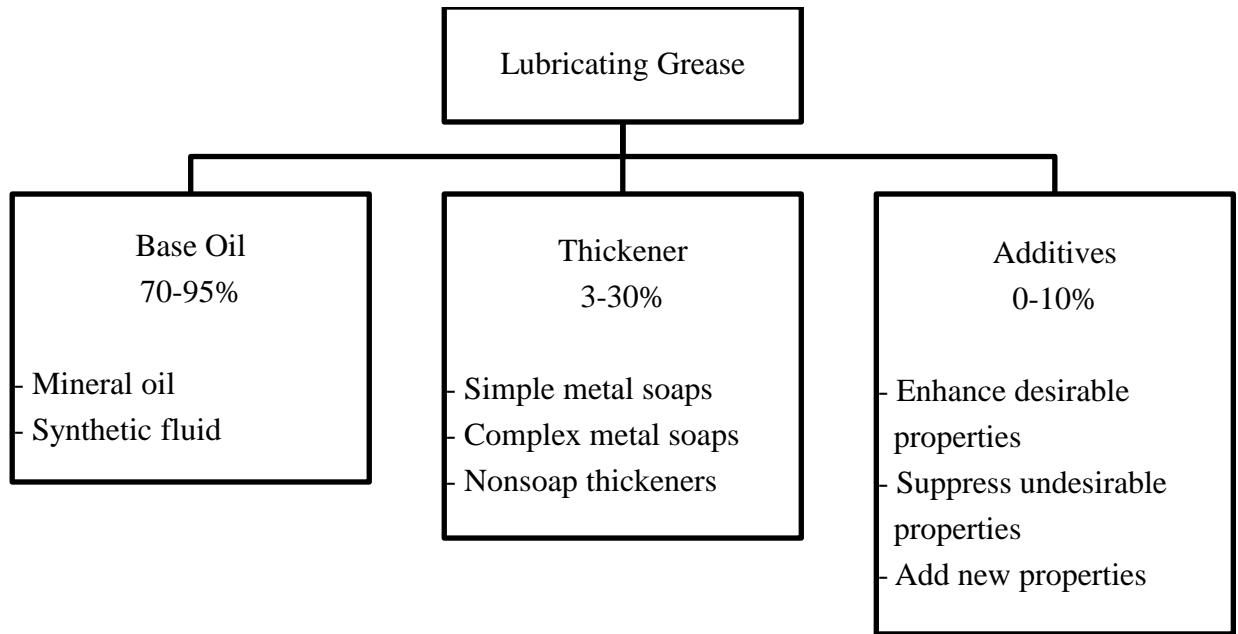 Lubricating Grease
Base Oil
70-95%
- Mineral oil
- Synthetic fluid
Thickener
3-30%
- Simple metal soaps
- Complex metal soaps
- Nonsoap thickeners
Additives
0-10%
- Enhance desirable
properties
- Suppress undesirable
properties
- Add new properties